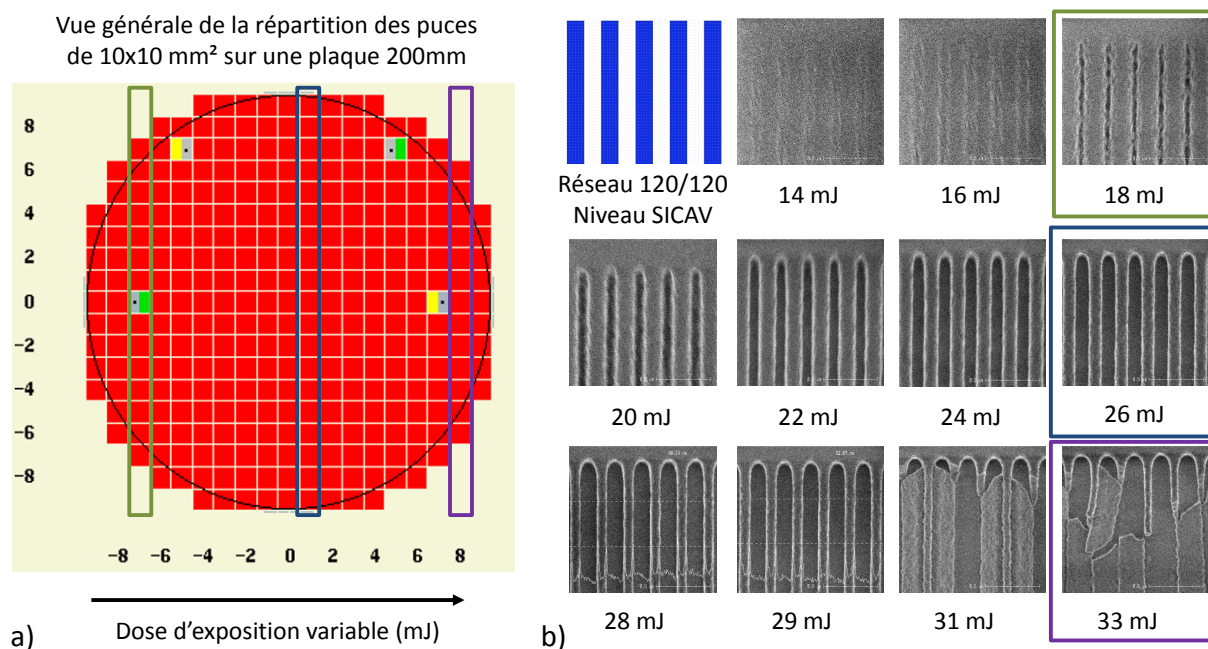 Vue générale de la répartition des puces
de 10x10 mm² sur une plaque 200mm
8
6
4
2
0
−2
−4
−6
−8
−8 −6 −4 −2 0 2 4 6 8
Dose d'exposition variable (mJ)
a)
b)
Réseau 120/120
Niveau SICAV
14 mJ
16 mJ
18 mJ
20 mJ
22 mJ
24 mJ
26 mJ
28 mJ
29 mJ
31 mJ
33 mJ